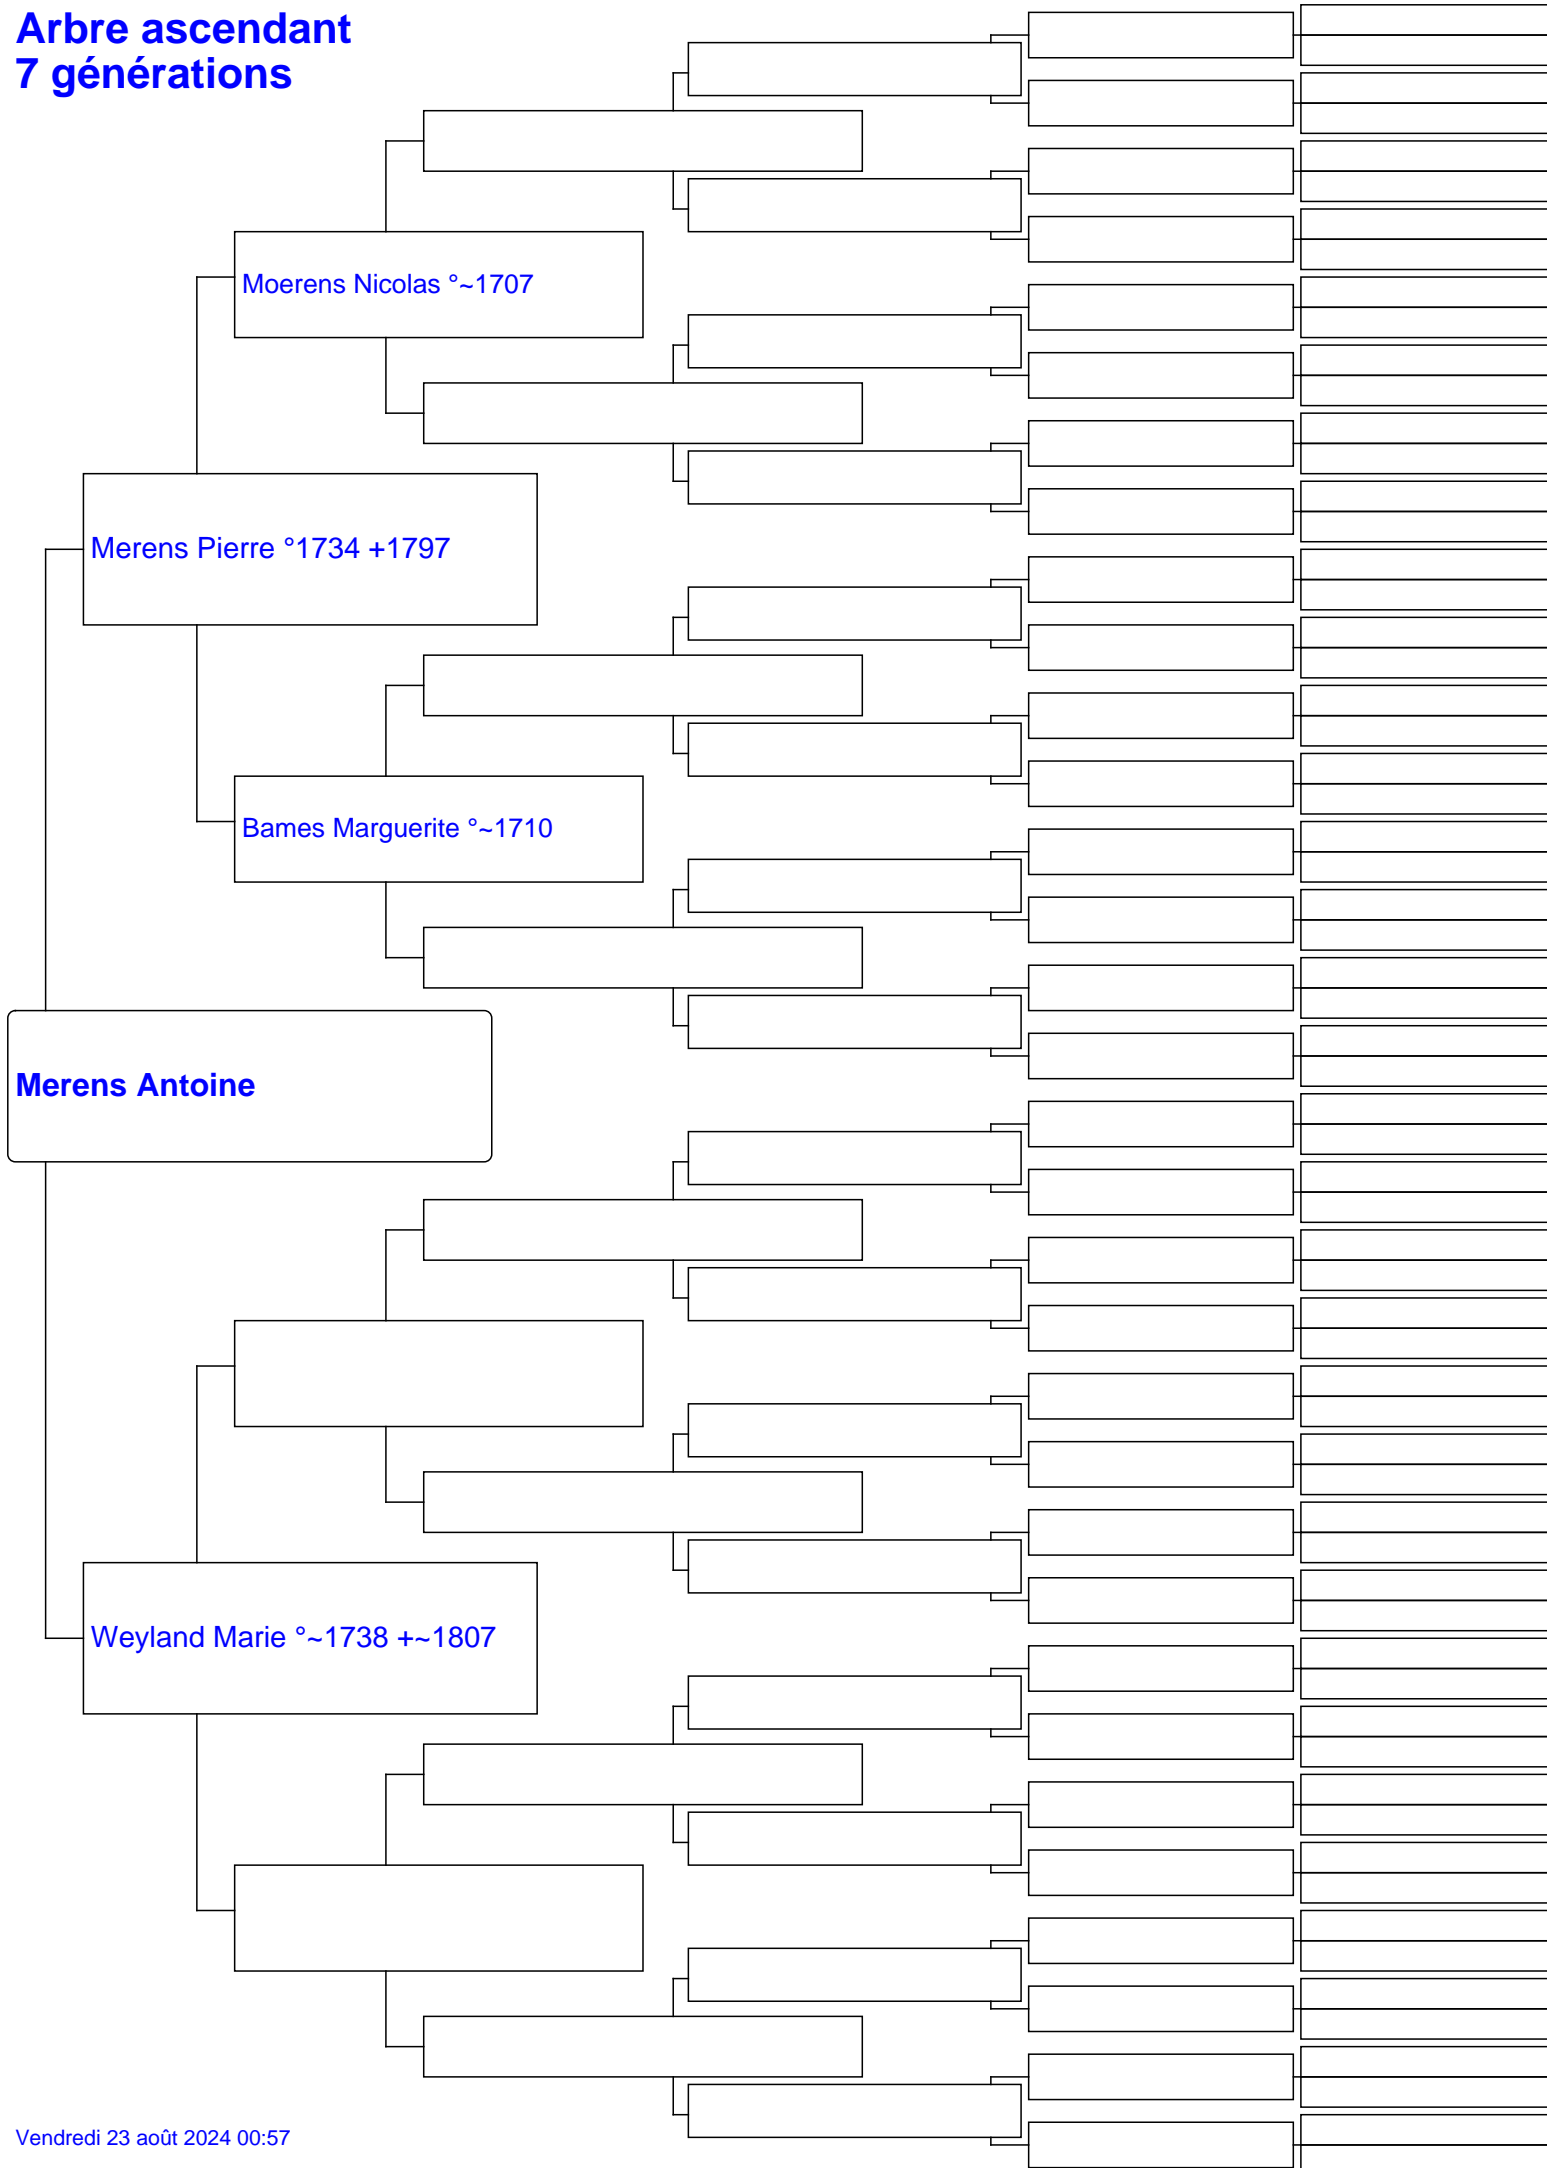 Arbre ascendant
7 générations
Moerens Nicolas °~1707
Merens Pierre °1734 +1797
Bames Marguerite °~1710
Merens Antoine
Weyland Marie °~1738 +~1807
Vendredi 23 août 2024 00:57